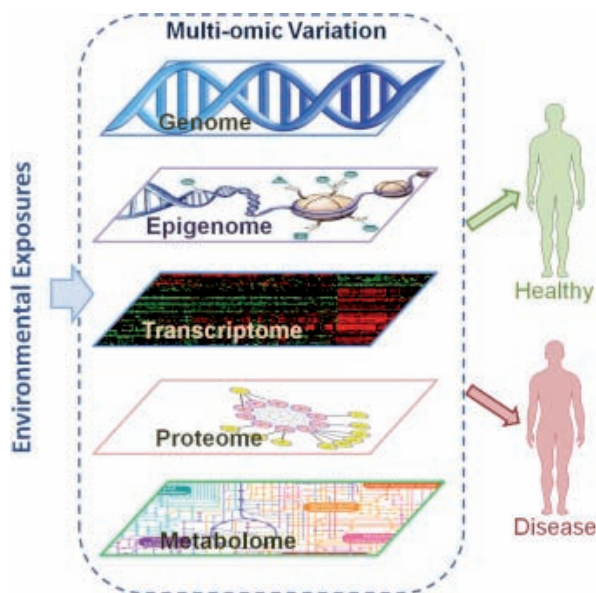 Multi-omic Variation
Genome
Epigenome
Transcriptome
Proteome
Metabolome
Environmental Exposures
Healthy
Disease